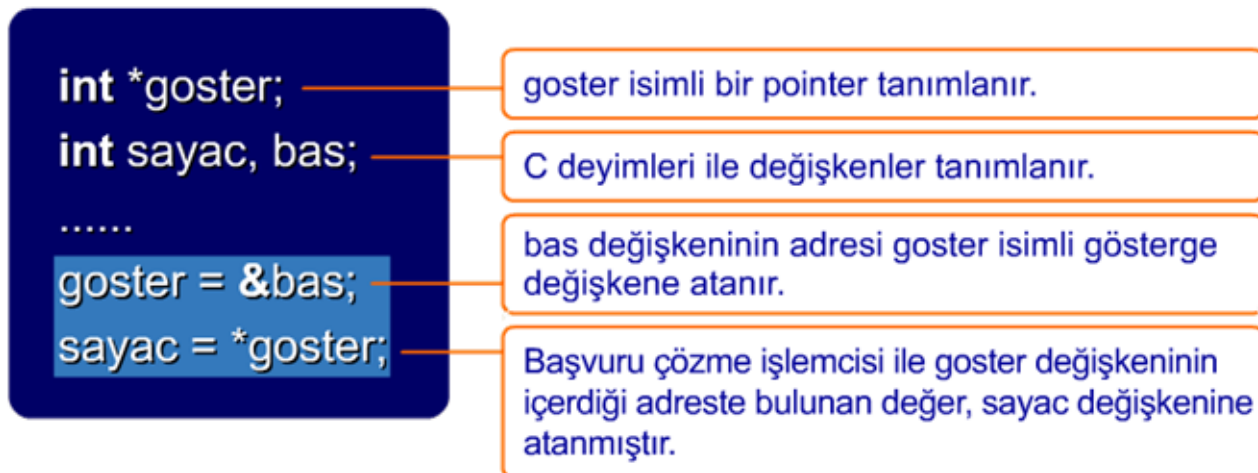 int *goster;
goster isimli bir pointer tanımlanır.
int sayac, bas;
C deyimleri ile değişkenler tanımlanır.
......
goster = &bas;
bas değişkeninin adresi goster isimli gösterge
değişkene atanır.
sayac = *goster;
Başvuru çözme işlemcisi ile goster değişkeninin
içerdiği adreste bulunan değer, sayac değişkenine
atanmıştır.